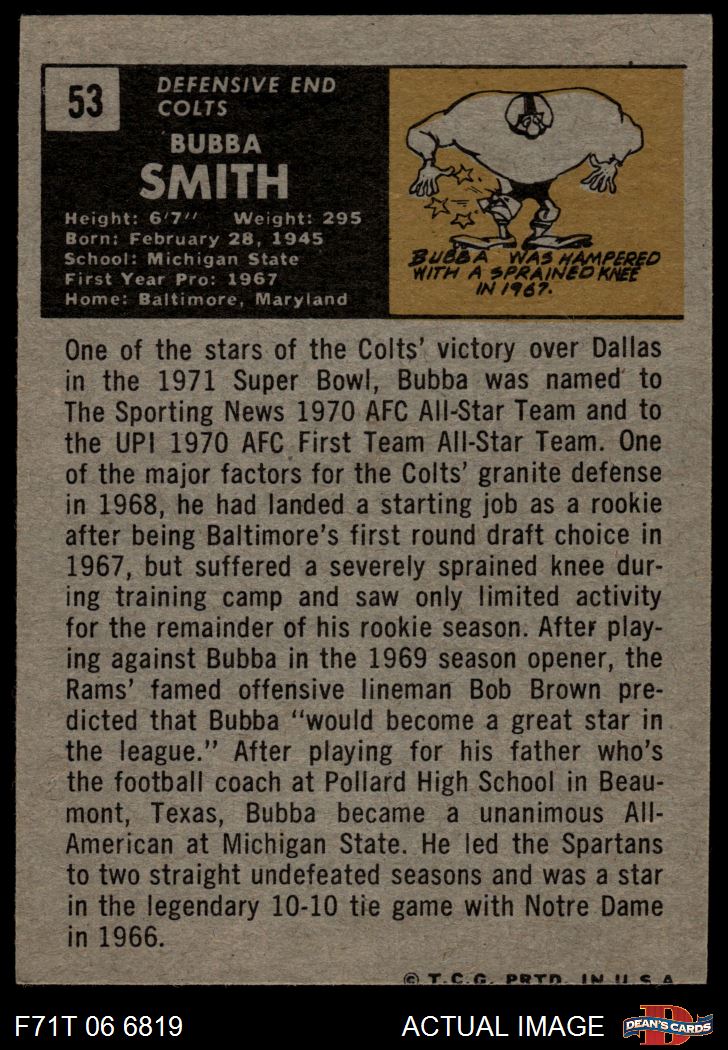 53
DEFENSIVE END
COLTS
BUBBA
SMITH
Height: 6'7" Weight: 295
Born: February 28, 1945
School: Michigan State
First Year Pro: 1967
Home: Baltimore, Maryland
BUBBA WAS HAMPERED
WITH A SPRAINED KNEE
IN 1967.
One of the stars of the Colts' victory over Dallas
in the 1971 Super Bowl, Bubba was named to
The Sporting News 1970 AFC All-Star Team and to
the UPI 1970 AFC First Team All-Star Team. One
of the major factors for the Colts' granite defense
in 1968, he had landed a starting job as a rookie
after being Baltimore's first round draft choice in
1967, but suffered a severely sprained knee dur-
ing training camp and saw only limited activity
for the remainder of his rookie season. After play-
ing against Bubba in the 1969 season opener, the
Rams' famed offensive lineman Bob Brown pre-
dicted that Bubba "would become a great star in
the league." After playing for his father who's
the football coach at Pollard High School in Beau-
mont, Texas, Bubba became a unanimous All-
American at Michigan State. He led the Spartans
to two straight undefeated seasons and was a star
in the legendary 10-10 tie game with Notre Dame
in 1966.
© T.C.G. PRTD. IN U S A
F71T 06 6819 ACTUAL IMAGE
DEAN'S CARDS